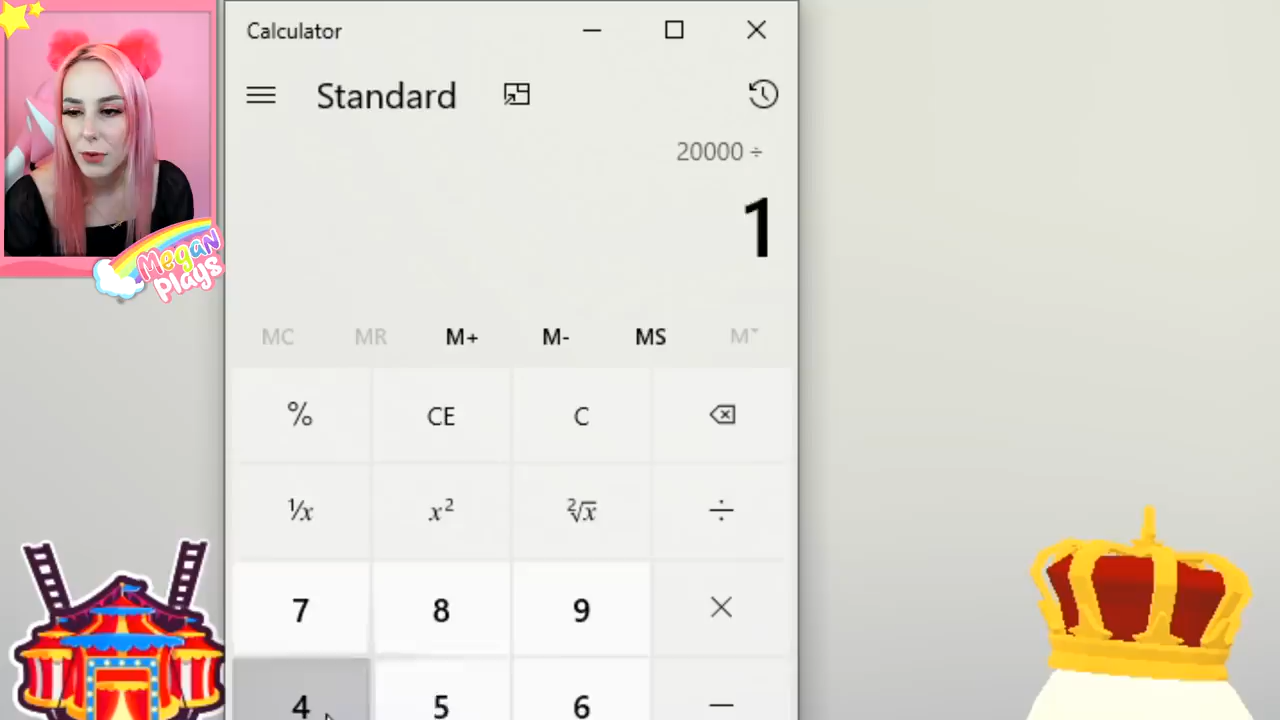 Calculator
Standard
20000 ÷
1
MegaN
Plays
MC MR M+ M- MS M˅
% CE C
⅟x x² ²√x ÷
7 8 9 ×
4 5 6 −